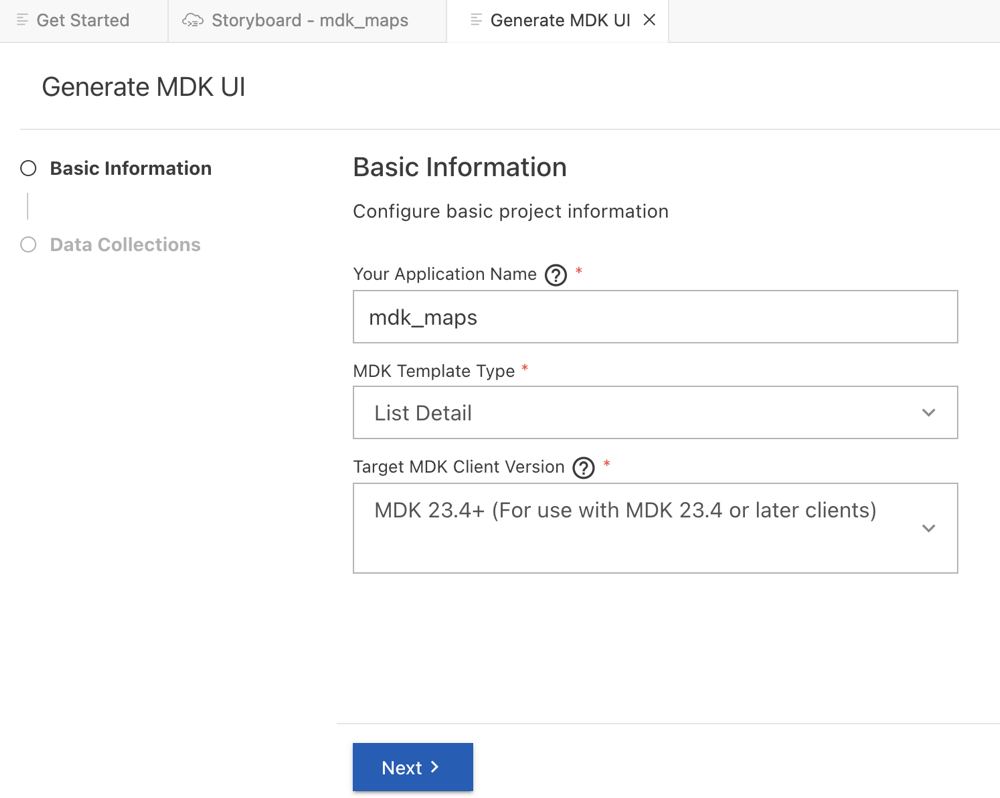 Get Started
Storyboard - mdk_maps
Generate MDK UI
Generate MDK UI
Basic Information
Data Collections
Basic Information
Configure basic project information
Your Application Name ? *
mdk_maps
MDK Template Type *
List Detail
Target MDK Client Version ? *
MDK 23.4+ (For use with MDK 23.4 or later clients)
Next